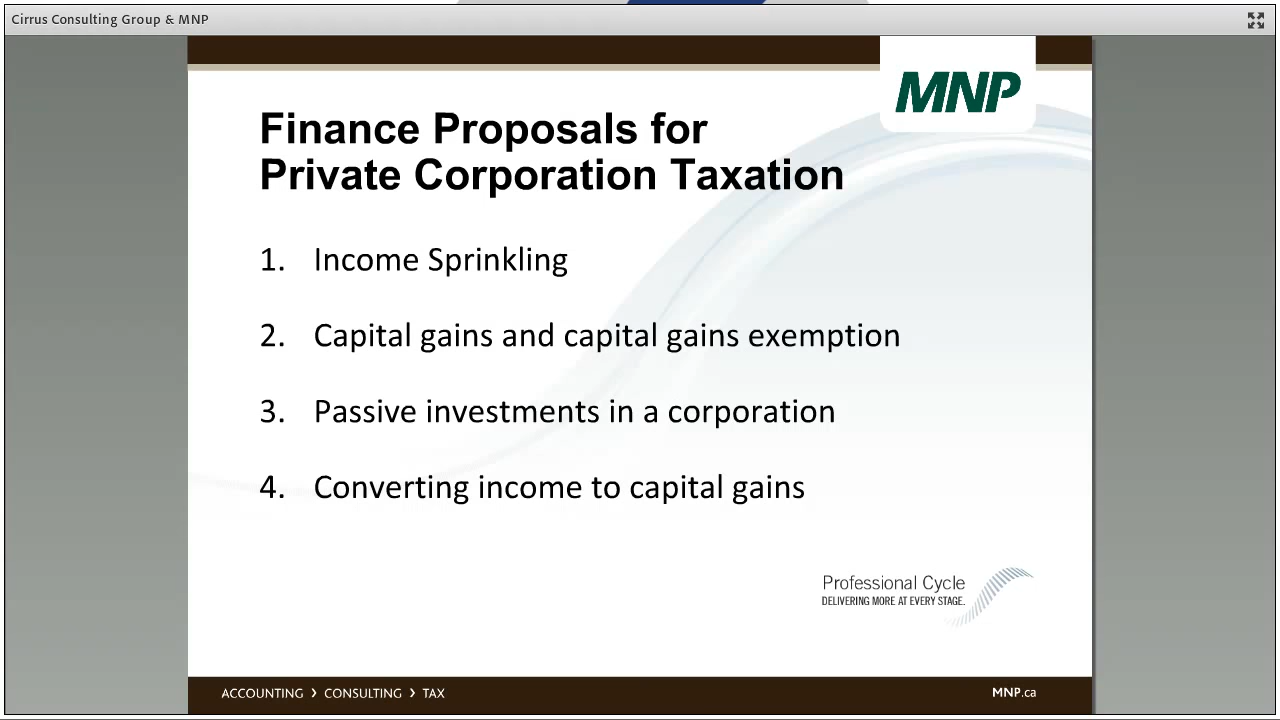 Cirrus Consulting Group & MNP
MNP
Finance Proposals for
Private Corporation Taxation
1. Income Sprinkling
2. Capital gains and capital gains exemption
3. Passive investments in a corporation
4. Converting income to capital gains
Professional Cycle
DELIVERING MORE AT EVERY STAGE.
ACCOUNTING › CONSULTING › TAX
MNP.ca